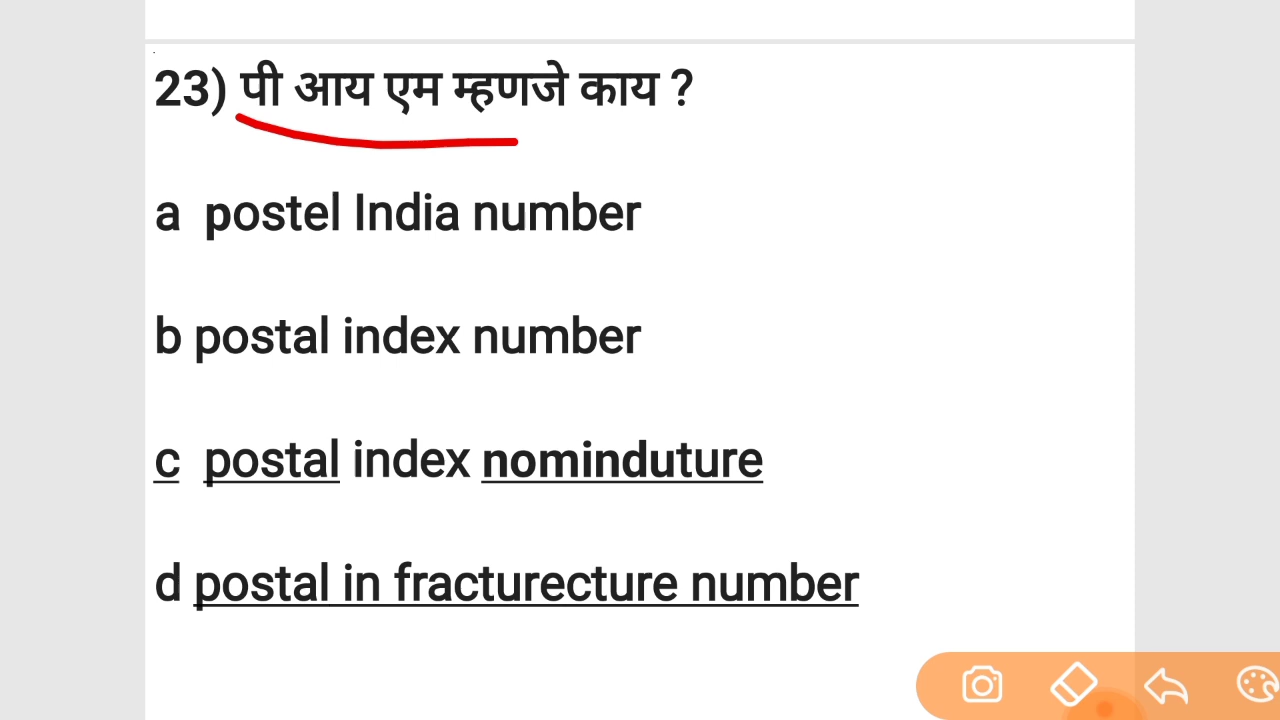 23) पी आय एम म्हणजे काय ?
a postel India number
b postal index number
c postal index nominduture
d postal in fracturecture number